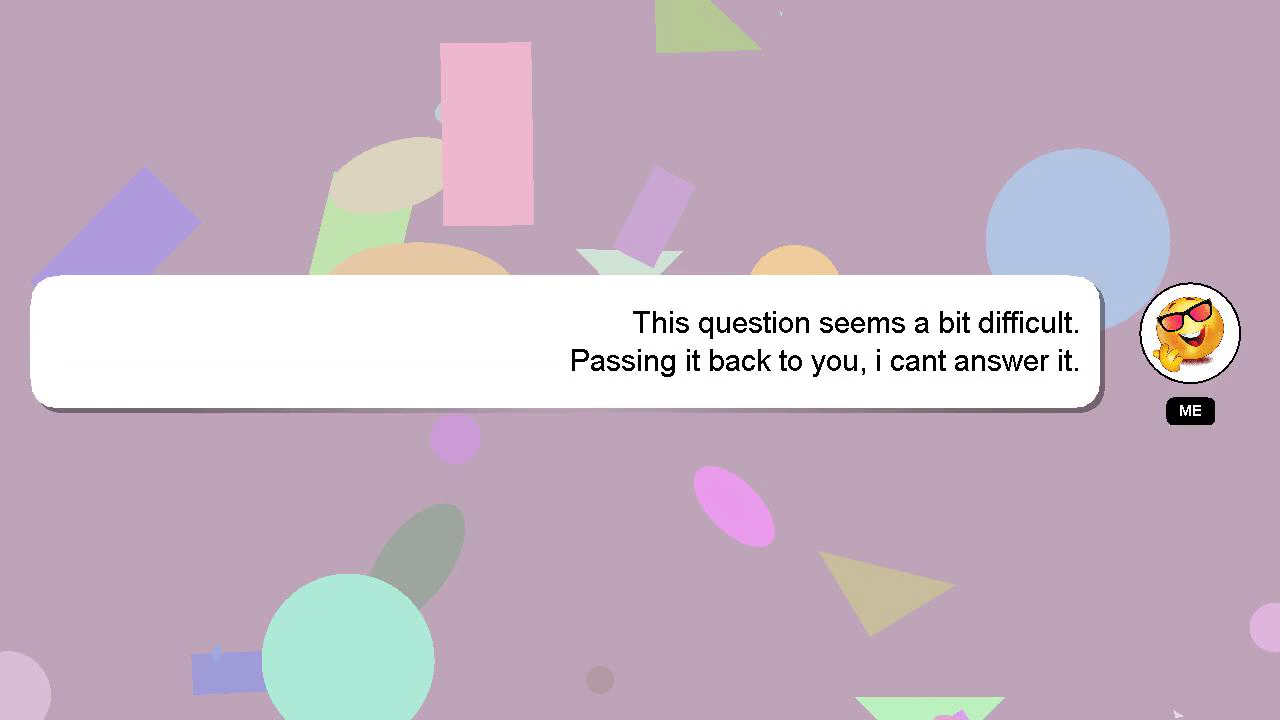 This question seems a bit difficult.
Passing it back to you, i cant answer it.
ME